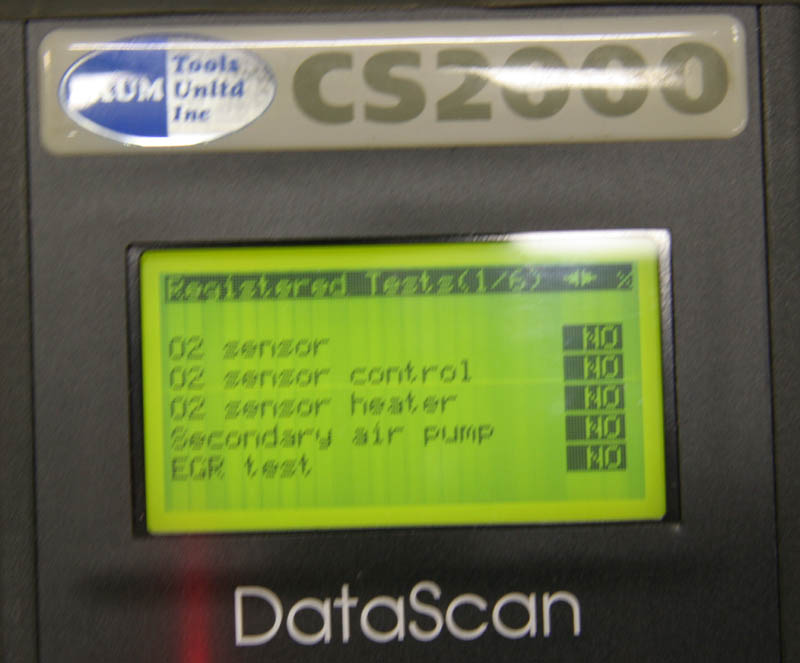 Tools
Unltd
Inc
CS2000
Registered Tests(1/6)
O2 sensor NO
O2 sensor control NO
O2 sensor heater NO
Secondary air pump NO
EGR test NO
DataScan